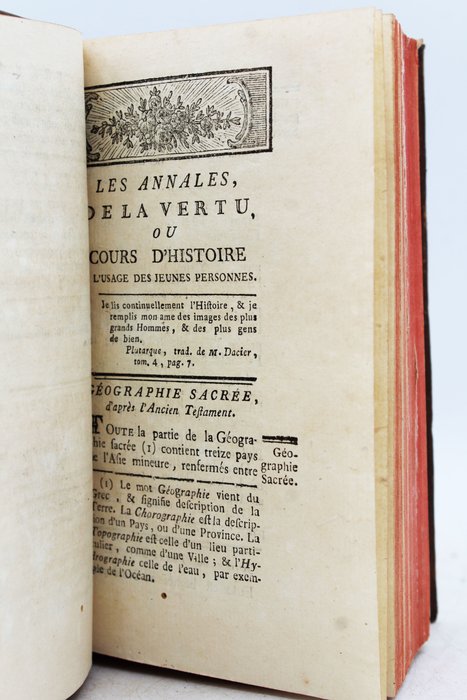 LES ANNALES,
DE LA VERTU,
OU
COURS D'HISTOIRE
L'USAGE DES JEUNES PERSONNES.
Je lis continuellement l'Histoire, & je
remplis mon ame des images des plus
grands Hommes, & des plus gens
de bien.
Plutarque, trad. de M. Dacier,
tom. 4, pag. 7.
GÉOGRAPHIE SACRÉE,
d'après l'Ancien Testament.
TOUTE la partie de la Géogra-
phie sacrée (1) contient treize pays
de l'Asie mineure, renfermés entre
Géo-
graphie
Sacrée.
(1) Le mot Géographie vient du
Grec, & signifie description de la
Terre. La Chorographie est la descrip-
tion d'un Pays, ou d'une Province. La
Topographie est celle d'un lieu parti-
culier, comme d'une Ville; & l'Hy-
drographie celle de l'eau, par exem-
ple de l'Océan.